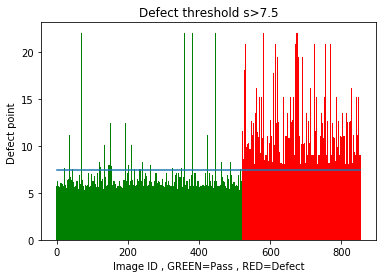 Defect threshold s>7.5
Defect point
20
15
10
5
0
0 200 400 600 800
Image ID , GREEN=Pass , RED=Defect